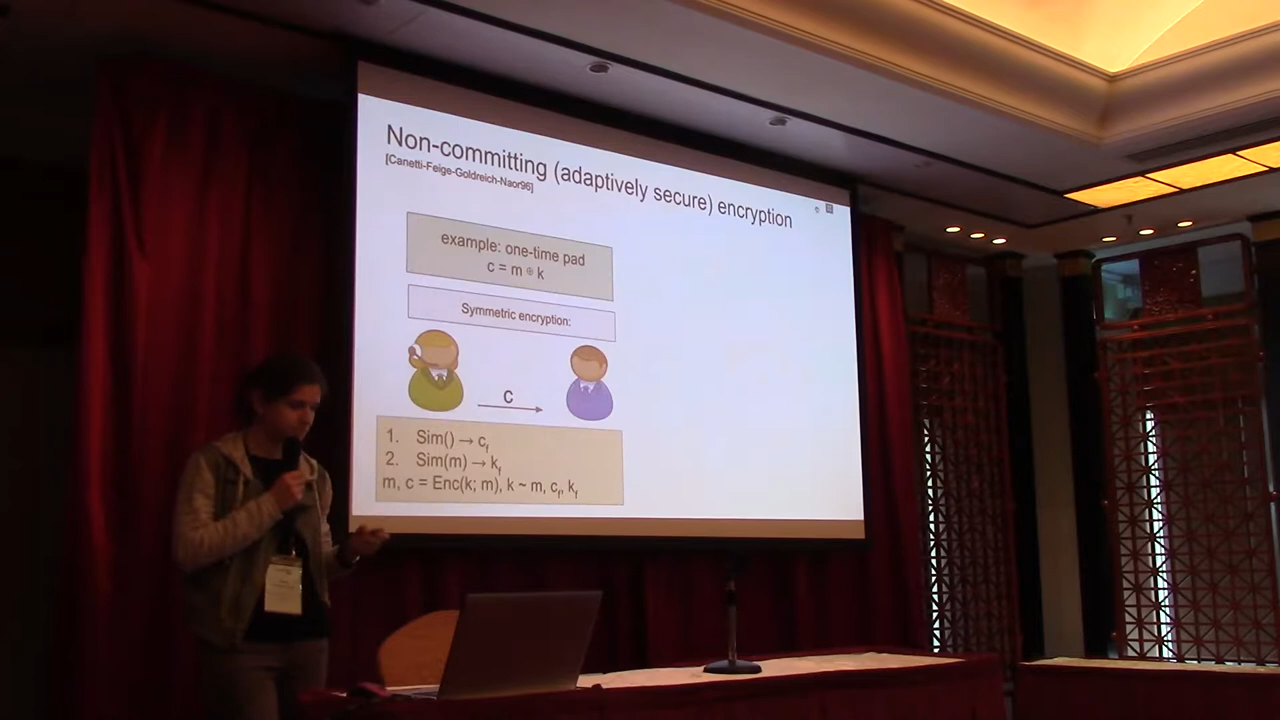 Non-committing (adaptively secure) encryption
[Canetti-Feige-Goldreich-Naor96]
example: one-time pad
c = m ⊕ k
Symmetric encryption:
C
1. Sim() → c_f
2. Sim(m) → k_f
m, c = Enc(k; m), k ~ m, c_f, k_f